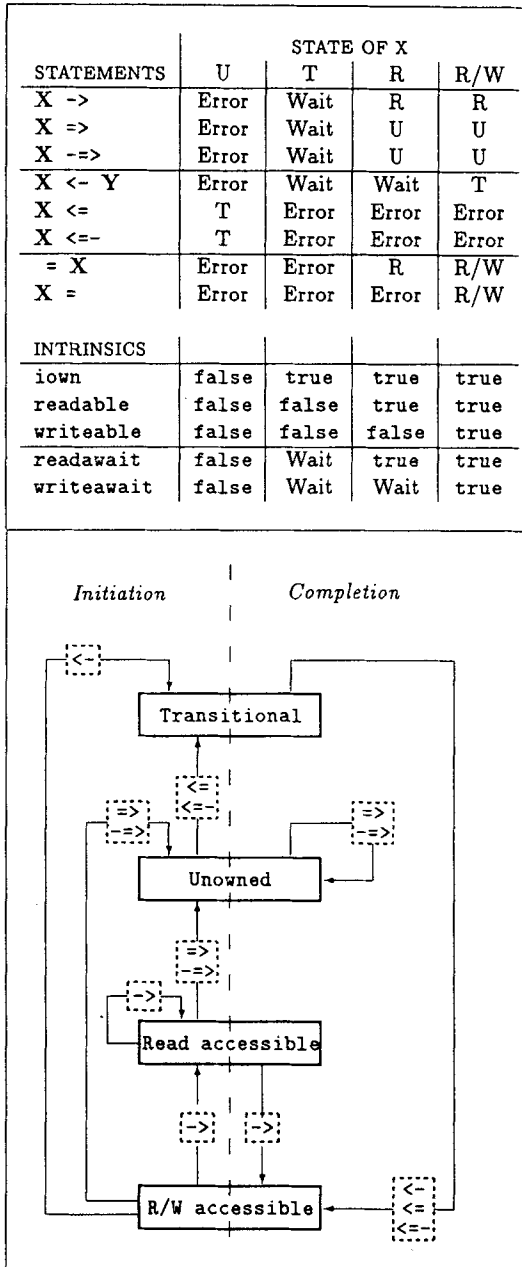 STATE OF X
STATEMENTS U T R R/W
X -> Error Wait R R
X => Error Wait U U
X -=> Error Wait U U
X <- Y Error Wait Wait T
X <= T Error Error Error
X <=- T Error Error Error
= X Error Error R R/W
X = Error Error Error R/W
INTRINSICS
iown false true true true
readable false false true true
writeable false false false true
readawait false Wait true true
writeawait false Wait Wait true
Initiation Completion
<-
Transitional
<=
<=-
=>
-=>
=>
-=>
Unowned
=>
-=>
->
Read accessible
-> ->
<-
<=
<=-
R/W accessible